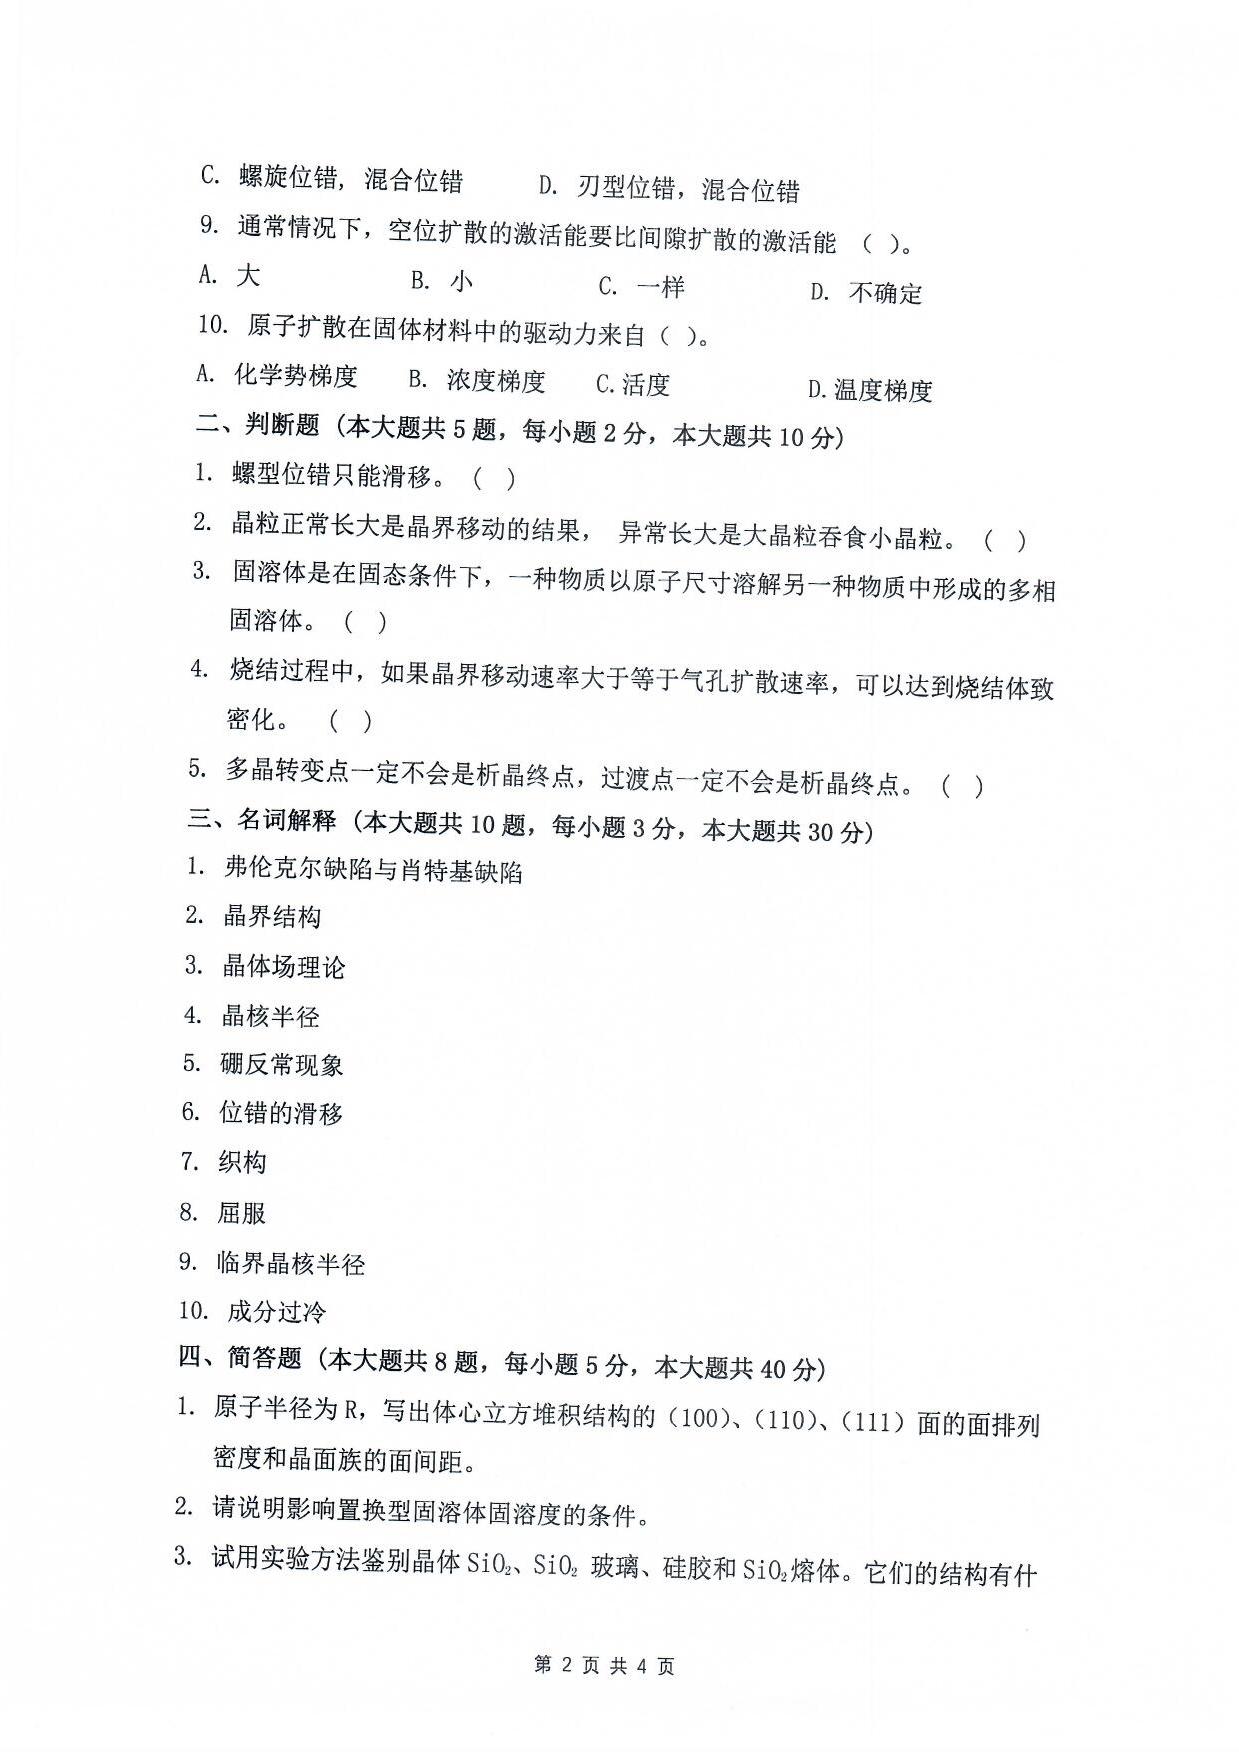 C. 螺旋位错, 混合位错 D. 刃型位错，混合位错
9. 通常情况下，空位扩散的激活能要比间隙扩散的激活能 （ ）。
A. 大 B. 小 C. 一样 D. 不确定
10. 原子扩散在固体材料中的驱动力来自（ ）。
A. 化学势梯度 B. 浓度梯度 C.活度 D.温度梯度
二、判断题（本大题共 5 题，每小题 2 分，本大题共 10 分）
1. 螺型位错只能滑移。（ ）
2. 晶粒正常长大是晶界移动的结果， 异常长大是大晶粒吞食小晶粒。（ ）
3. 固溶体是在固态条件下，一种物质以原子尺寸溶解另一种物质中形成的多相
固溶体。（ ）
4. 烧结过程中，如果晶界移动速率大于等于气孔扩散速率，可以达到烧结体致
密化。 （ ）
5. 多晶转变点一定不会是析晶终点，过渡点一定不会是析晶终点。（ ）
三、名词解释（本大题共 10 题，每小题 3 分，本大题共 30 分）
1. 弗伦克尔缺陷与肖特基缺陷
2. 晶界结构
3. 晶体场理论
4. 晶核半径
5. 硼反常现象
6. 位错的滑移
7. 织构
8. 屈服
9. 临界晶核半径
10. 成分过冷
四、简答题（本大题共 8 题，每小题 5 分，本大题共 40 分）
1. 原子半径为 R，写出体心立方堆积结构的（100）、（110）、（111）面的面排列
密度和晶面族的面间距。
2. 请说明影响置换型固溶体固溶度的条件。
3. 试用实验方法鉴别晶体 SiO₂、SiO₂ 玻璃、硅胶和 SiO₂熔体。它们的结构有什
第 2 页 共 4 页